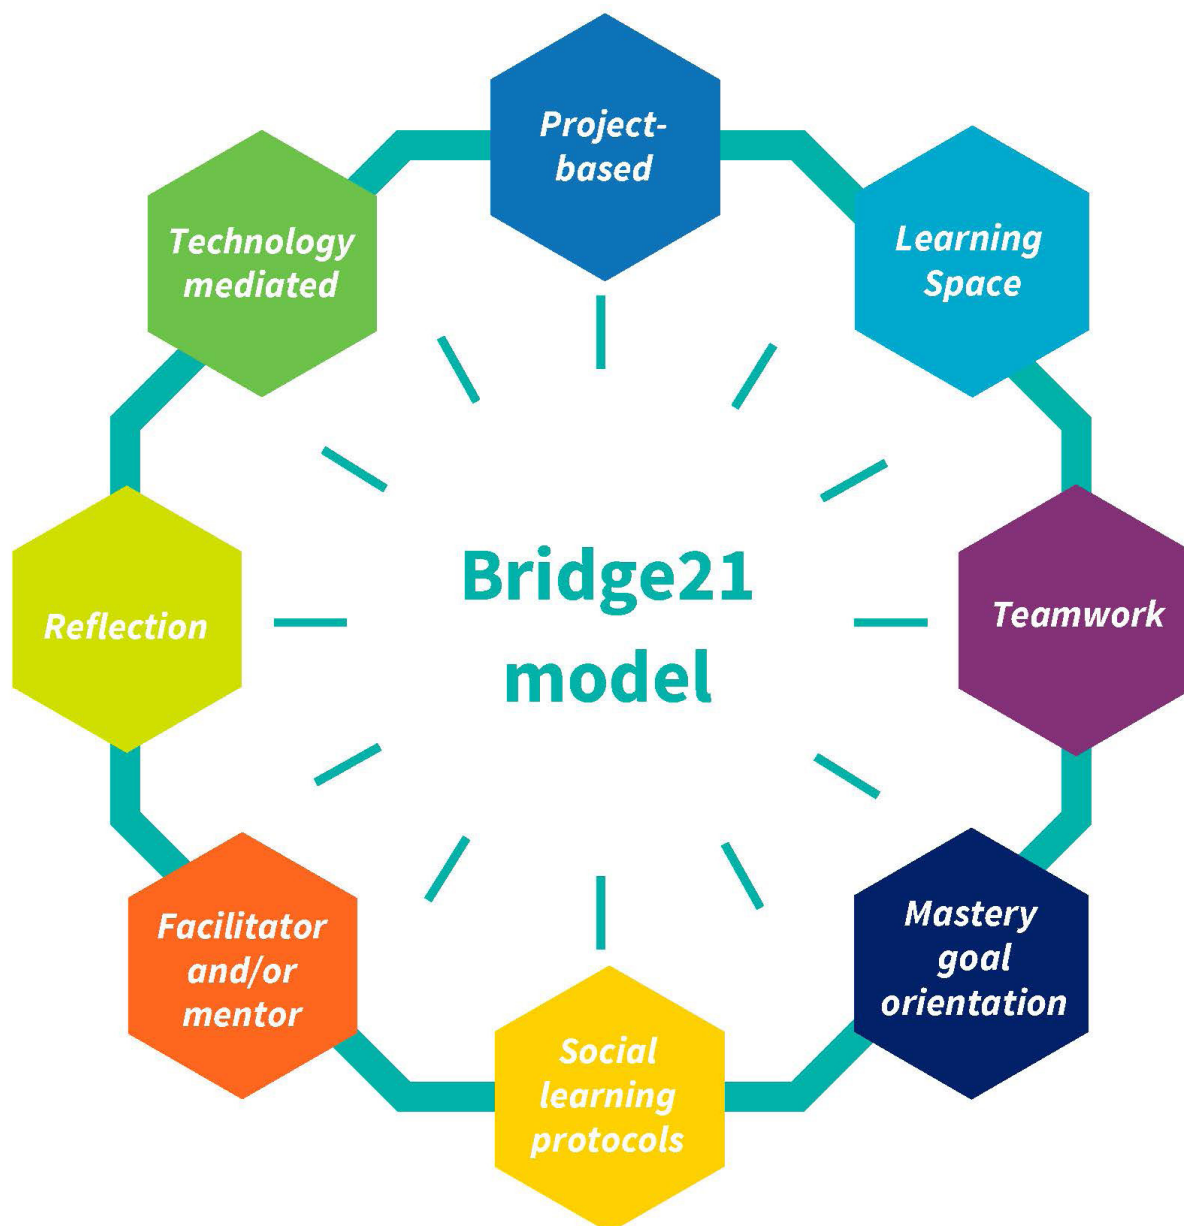 Project-
based
Learning
Space
Technology
mediated
Bridge21
model
Reflection
Teamwork
Mastery
goal
orientation
Facilitator
and/or
mentor
Social
learning
protocols